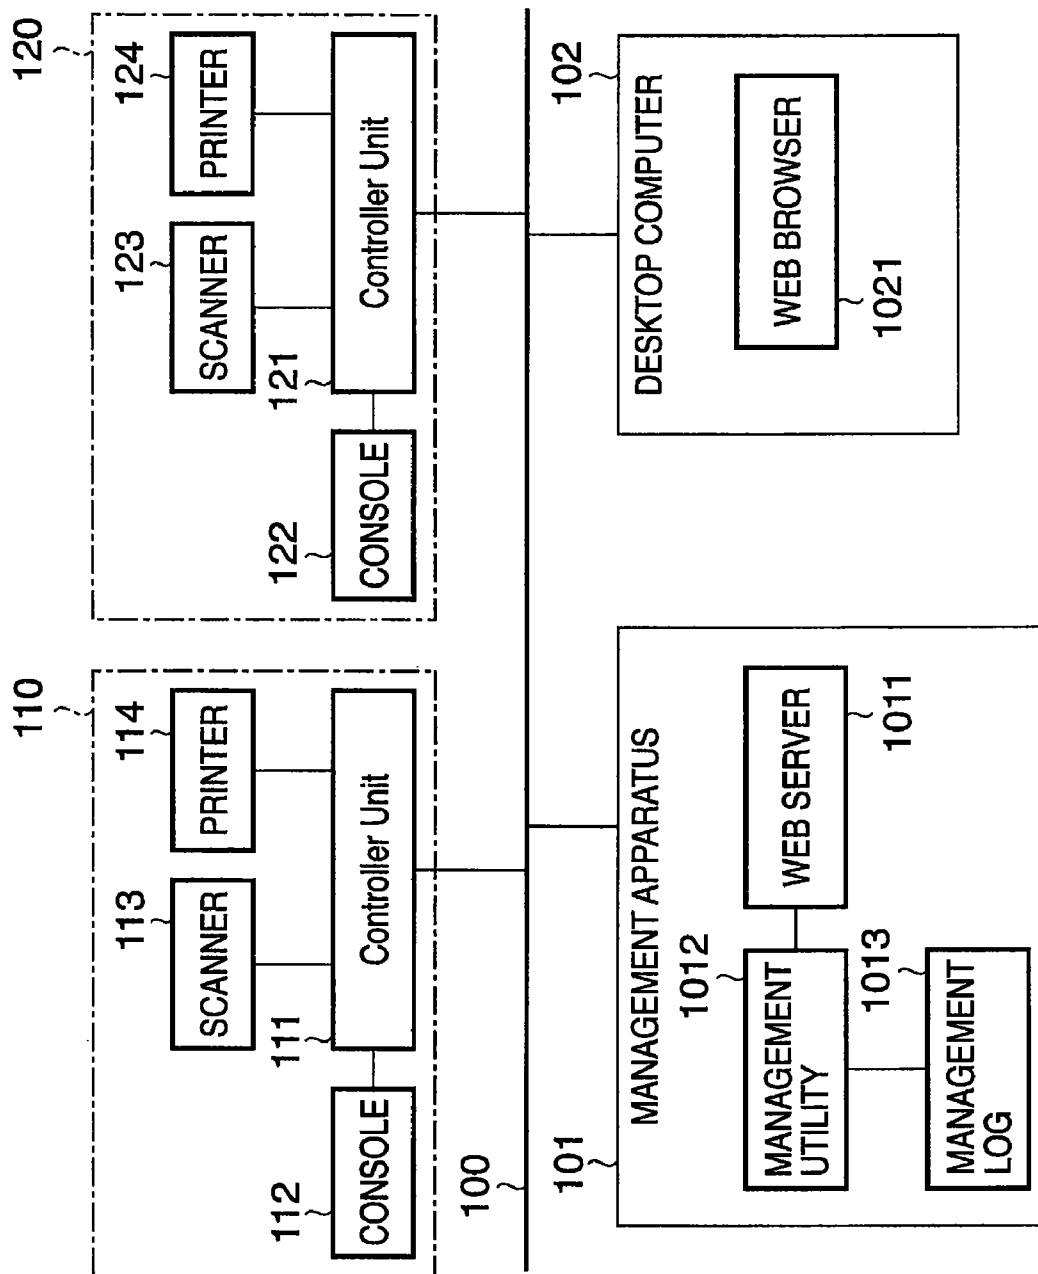 110
114
PRINTER
113
SCANNER
111
Controller Unit
112
CONSOLE
120
124
PRINTER
123
SCANNER
121
Controller Unit
122
CONSOLE
100
101
MANAGEMENT APPARATUS
1012
MANAGEMENT
UTILITY
WEB SERVER
1011
1013
MANAGEMENT
LOG
102
DESKTOP COMPUTER
WEB BROWSER
1021